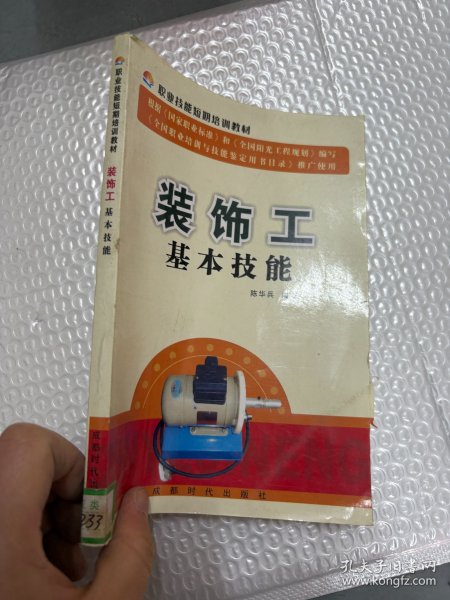 职业技能短期培训教材
根据《国家职业标准》和《全国阳光工程规划》编写
《全国职业培训与技能鉴定用书目录》推广使用
装饰工
基本技能
陈华兵 编
成都时代出版社
职业技能短期培训教材
装饰工
基本技能
成都时代出
类
233
孔夫子旧书网
kongfz.com